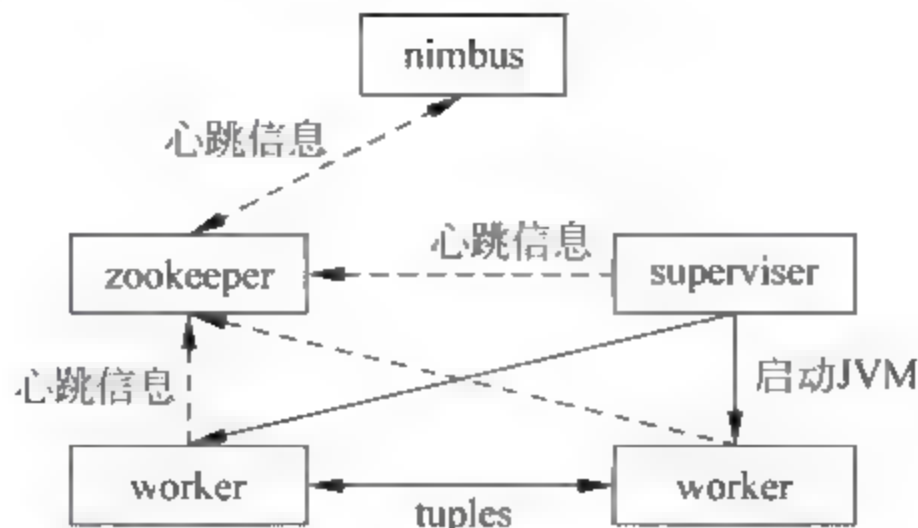 nimbus
心跳信息
心跳信息
zookeeper
superviser
心跳信息
启动JVM
worker
tuples
worker